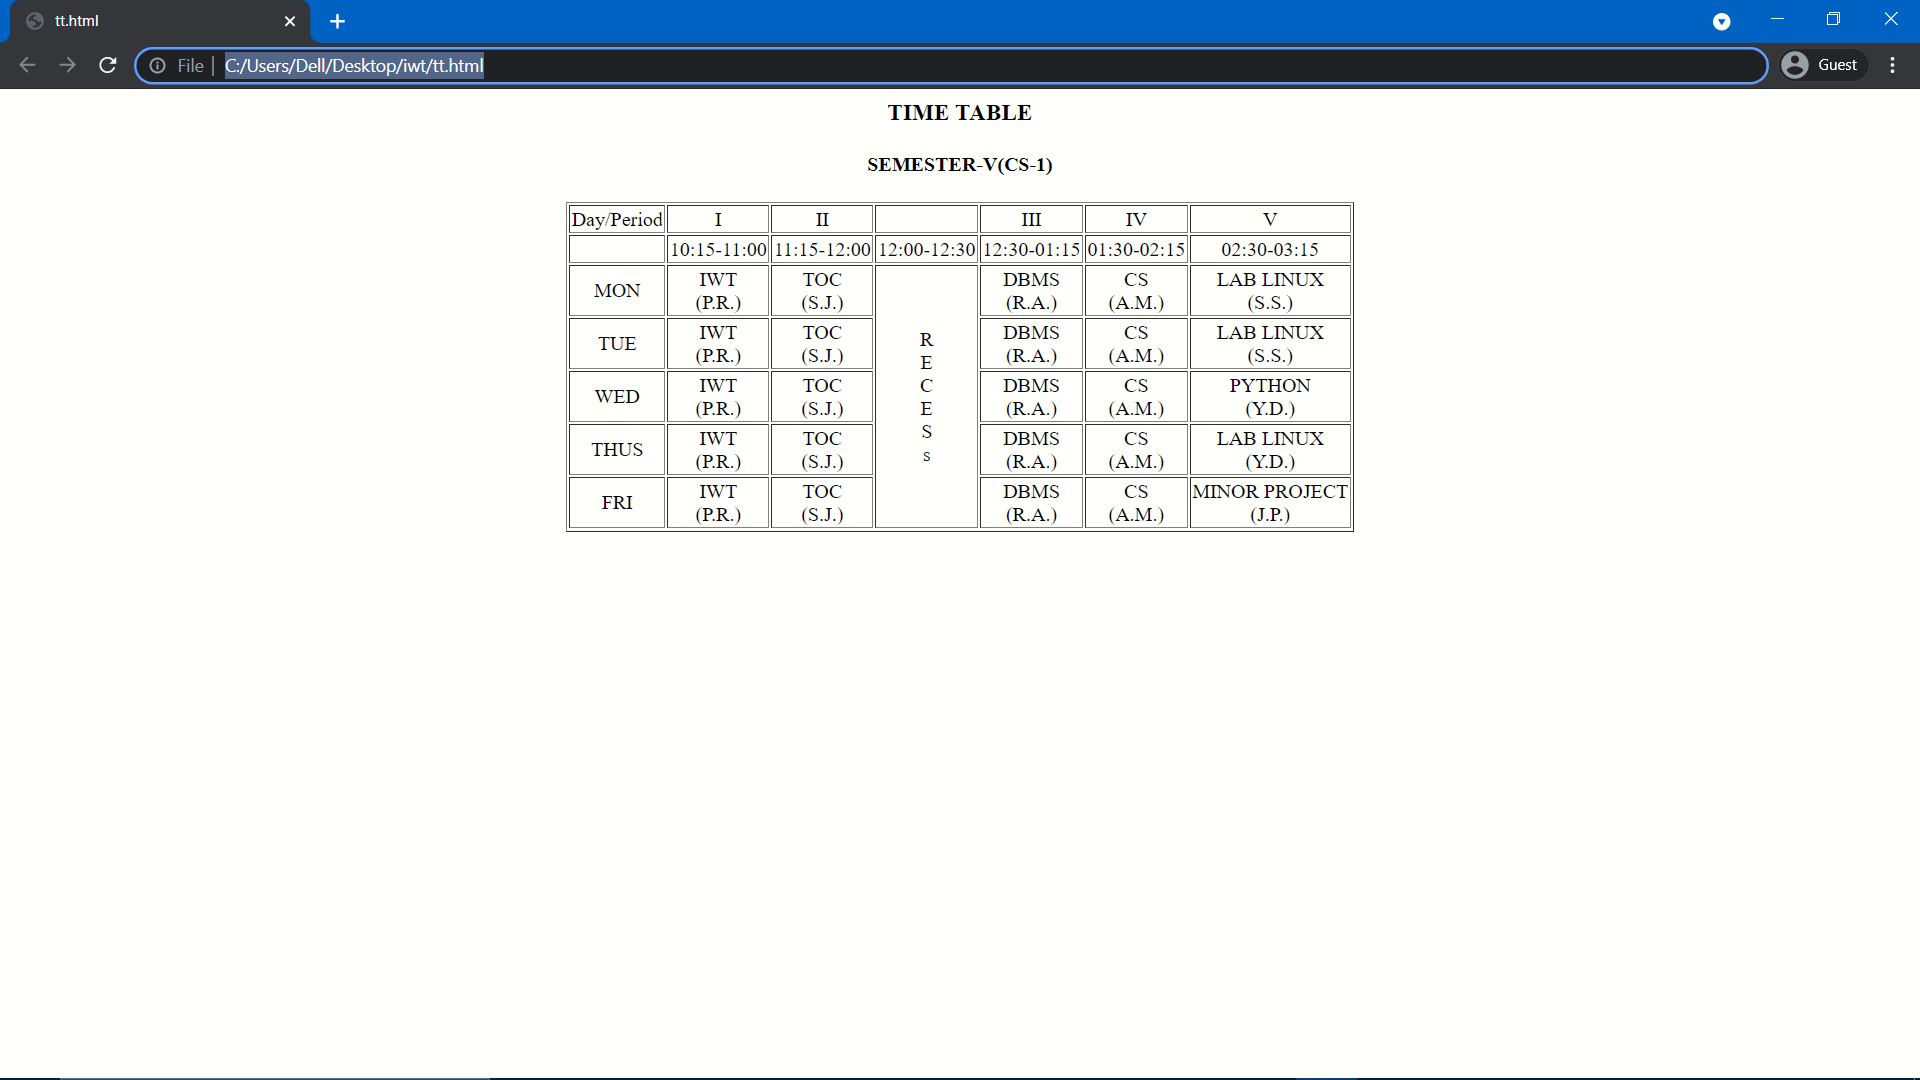 tt.html
File | C:/Users/Dell/Desktop/iwt/tt.html
Guest
TIME TABLE
SEMESTER-V(CS-1)
Day/Period I II III IV V
10:15-11:00 11:15-12:00 12:00-12:30 12:30-01:15 01:30-02:15 02:30-03:15
MON IWT TOC DBMS CS LAB LINUX
(P.R.) (S.J.) (R.A.) (A.M.) (S.S.)
TUE IWT TOC DBMS CS LAB LINUX
(P.R.) (S.J.) (R.A.) (A.M.) (S.S.)
WED IWT TOC DBMS CS PYTHON
(P.R.) (S.J.) (R.A.) (A.M.) (Y.D.)
THUS IWT TOC DBMS CS LAB LINUX
(P.R.) (S.J.) (R.A.) (A.M.) (Y.D.)
FRI IWT TOC DBMS CS MINOR PROJECT
(P.R.) (S.J.) (R.A.) (A.M.) (J.P.)
R
E
C
E
S
s